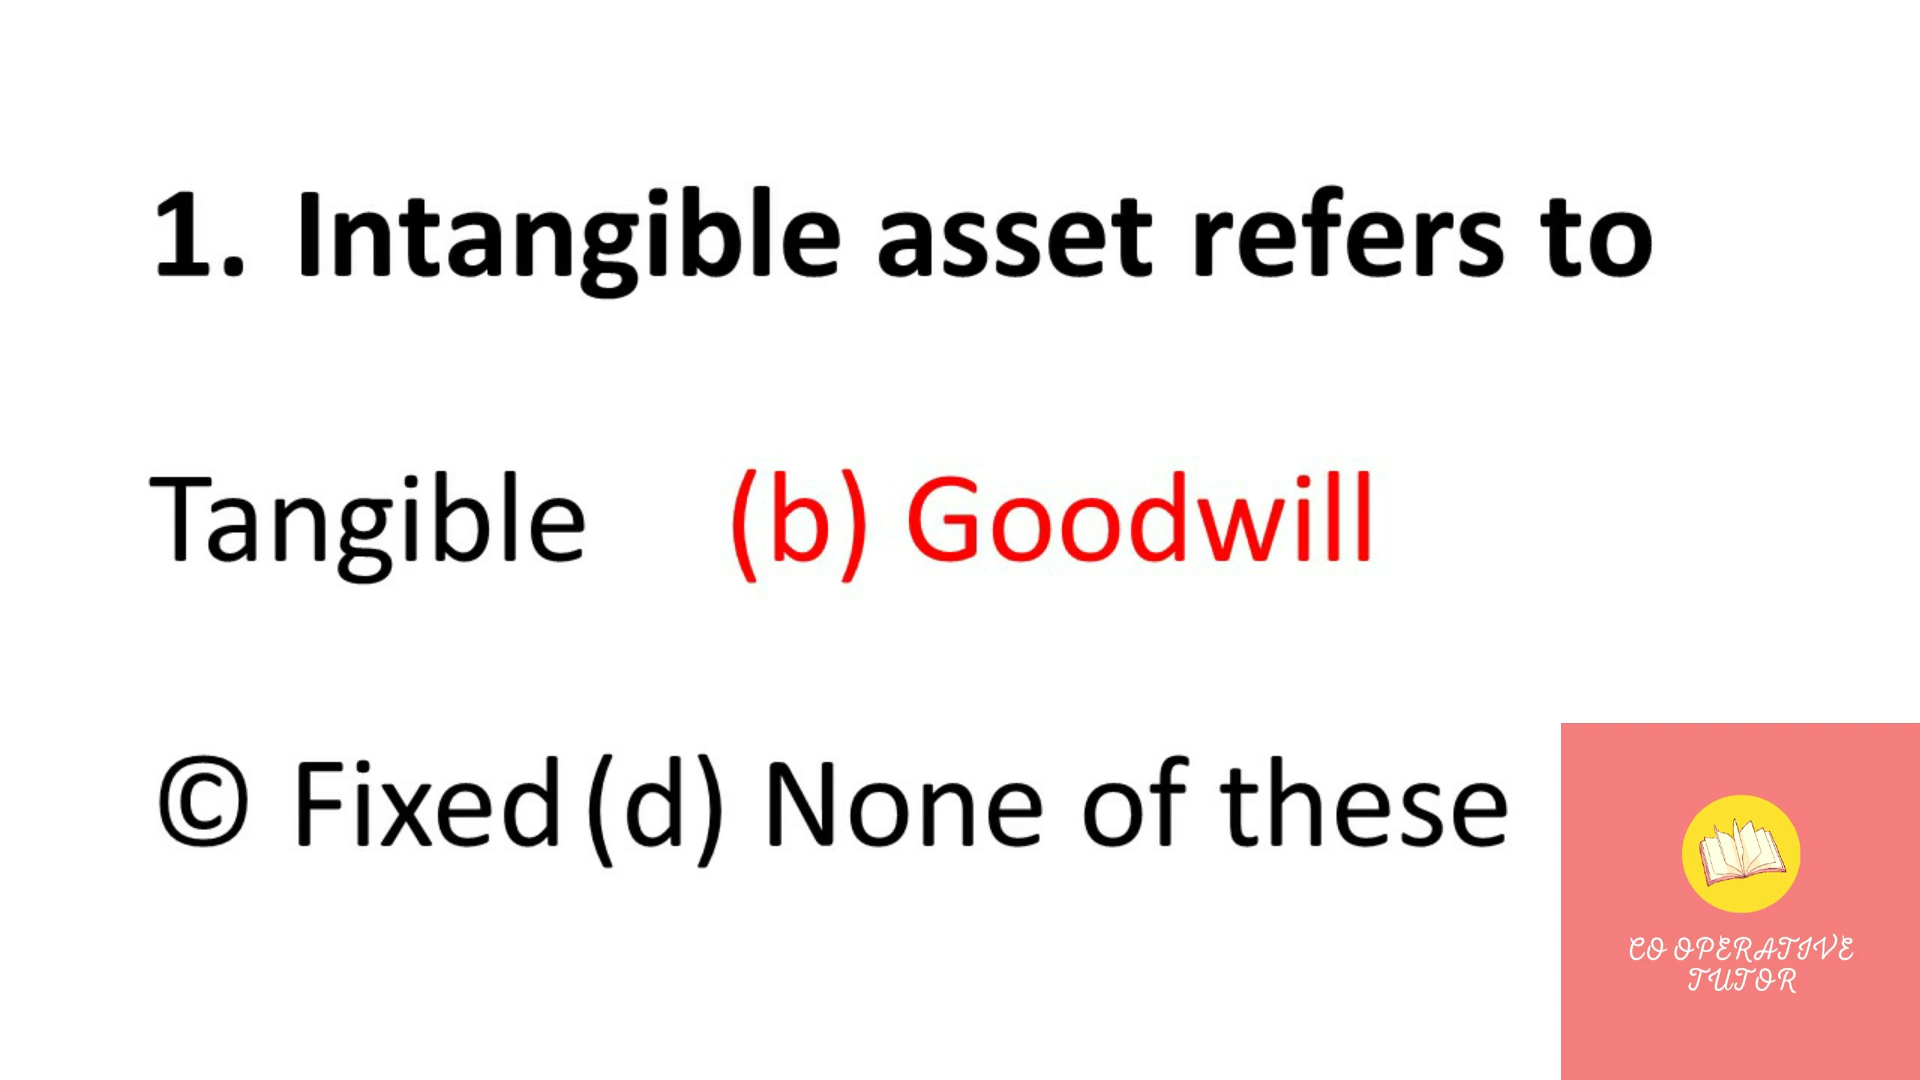 1. Intangible asset refers to
Tangible (b) Goodwill
© Fixed (d) None of these
CO OPERATIVE
TUTOR